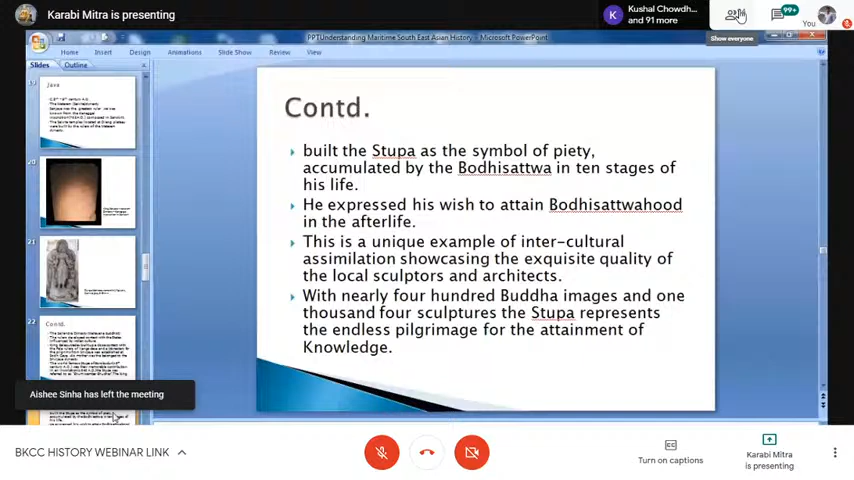 Karabi Mitra is presenting
Kushal Chowdh...
and 91 more
K
99+
You
Show everyone
PPTUnderstanding Maritime South East Asian History - Microsoft PowerPoint
Home Insert Design Animations Slide Show Review View
Slides Outline
19
Java
20
21
22
Contd.
Contd.
built the Stupa as the symbol of piety,
accumulated by the Bodhisattwa in ten stages of
his life.
He expressed his wish to attain Bodhisattwahood
in the afterlife.
This is a unique example of inter-cultural
assimilation showcasing the exquisite quality of
the local sculptors and architects.
With nearly four hundred Buddha images and one
thousand four sculptures the Stupa represents
the endless pilgrimage for the attainment of
Knowledge.
Aishee Sinha has left the meeting
BKCC HISTORY WEBINAR LINK
Turn on captions
Karabi Mitra
is presenting